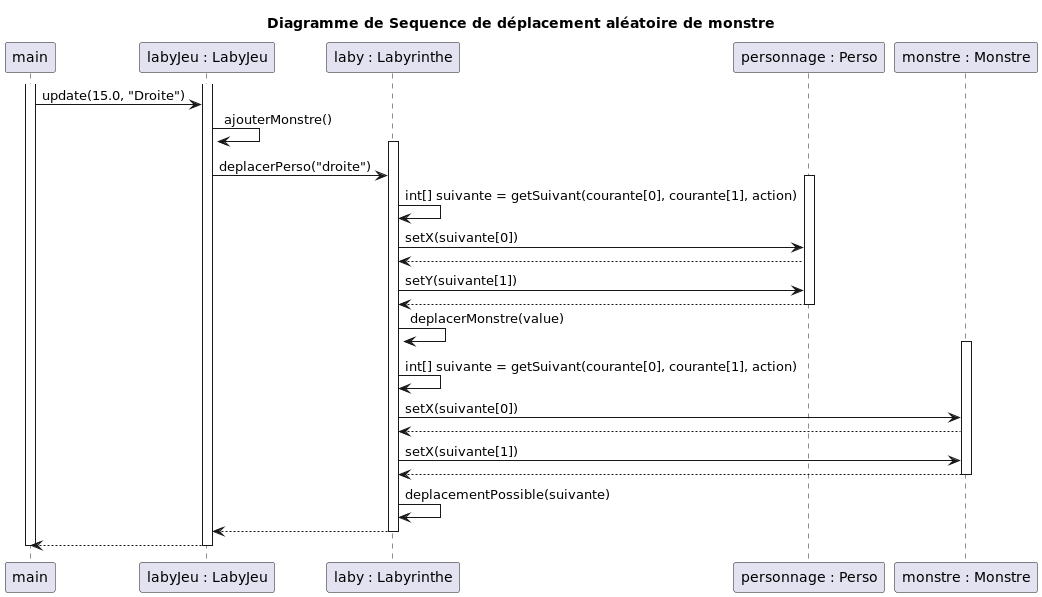 Diagramme de Sequence de déplacement aléatoire de monstre
main
labyJeu : LabyJeu
laby : Labyrinthe
personnage : Perso
monstre : Monstre
update(15.0, "Droite")
ajouterMonstre()
deplacerPerso("droite")
int[] suivante = getSuivant(courante[0], courante[1], action)
setX(suivante[0])
setY(suivante[1])
deplacerMonstre(value)
int[] suivante = getSuivant(courante[0], courante[1], action)
setX(suivante[0])
setX(suivante[1])
deplacementPossible(suivante)
main
labyJeu : LabyJeu
laby : Labyrinthe
personnage : Perso
monstre : Monstre